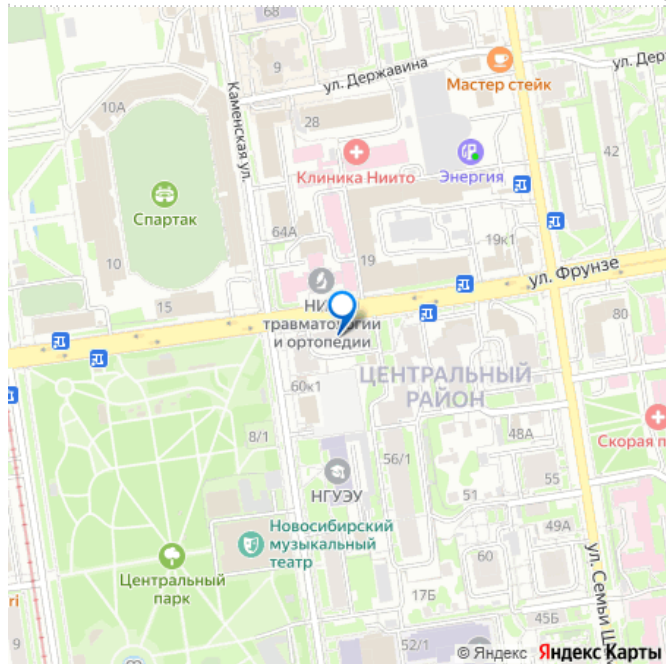 68
9
ул. Державина
ул. Дер
Мастер стейк
10А
Каменская ул.
28
Клиника Ниито
Энергия
42
Спартак
64А
19к1
10
19
ул. Фрунзе
15
травматологии
и ортопедии
80
60к1
ЦЕНТРАЛЬНЫЙ
РАЙОН
8/1
48А
Скорая п
56/1
НГУЭУ
55
51
49А
Новосибирский
музыкальный
театр
60
Центральный
парк
17Б
ri
45Б
ул. Семьи Ш
9
52/1
© Яндекс Яндекс Карты